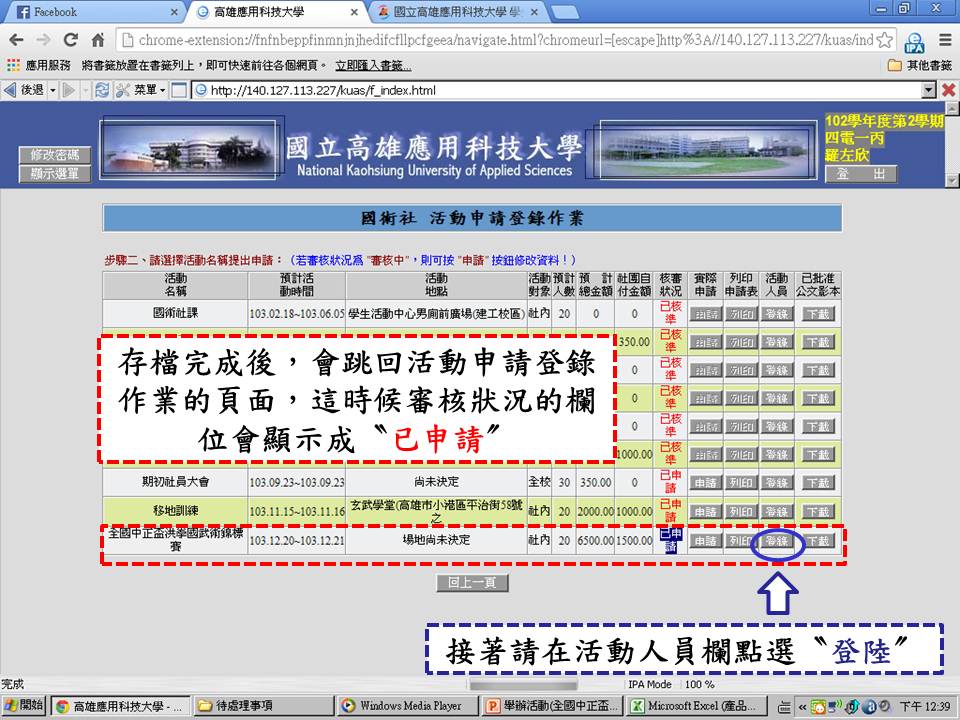 Facebook
高雄應用科技大學
國立高雄應用科技大學 學
chrome-extension://fnfnbeppfinmnjnjhedifcfllpcfgeea/navigate.html?chromeurl=[escape]http%3A//140.127.113.227/kuas/ind
應用服務 將書籤放置在書籤列上，即可快速前往各個網頁。 立即匯入書籤...
其他書籤
後退 菜單 http://140.127.113.227/kuas/f_index.html
修改密碼
顯示選單
國立高雄應用科技大學
National Kaohsiung University of Applied Sciences
102學年度第2學期
四電一丙
羅左欣
登 出
國術社 活動申請登錄作業
步驟二、請選擇活動名稱提出申請：（若審核狀況為 "審核中"，則可按 "申請" 按鈕修改資料！）
活動名稱 預計活動時間 活動地點 活動對象 預計人數 預 計總金額 社團自付金額 核審狀況 實際申請 列印申請表 活動人員 已批准公文影本
國術社課 103.02.18~103.06.05 學生活動中心男廁前廣場(建工校區) 社內 20 0 0 已核準 申請 列印 登錄 下載
350.00 已核準 申請 列印 登錄 下載
0 已核準 申請 列印 登錄 下載
0 已核準 申請 列印 登錄 下載
0 已核準 申請 列印 登錄 下載
1000.00 已核準 申請 列印 登錄 下載
存檔完成後，會跳回活動申請登錄
作業的頁面，這時候審核狀況的欄
位會顯示成〝已申請〞
期初社員大會 103.09.23~103.09.23 尚未決定 全校 30 350.00 0 已申請 申請 列印 登錄 下載
移地訓練 103.11.15~103.11.16 玄武學堂(高雄市小港區平治街58號之 社內 20 2000.00 1000.00 已申請 申請 列印 登錄 下載
全國中正盃洪拳國武術錦標賽 103.12.20~103.12.21 場地尚未決定 社內 20 6500.00 1500.00 已申請 申請 列印 登錄 下載
回上一頁
接著請在活動人員欄點選〝登陸〞
完成
IPA Mode 100 %
開始 高雄應用科技大學 - ... 待處理事項 Windows Media Player 舉辦活動(全國中正盃... Microsoft Excel (產品... 下午 12:39